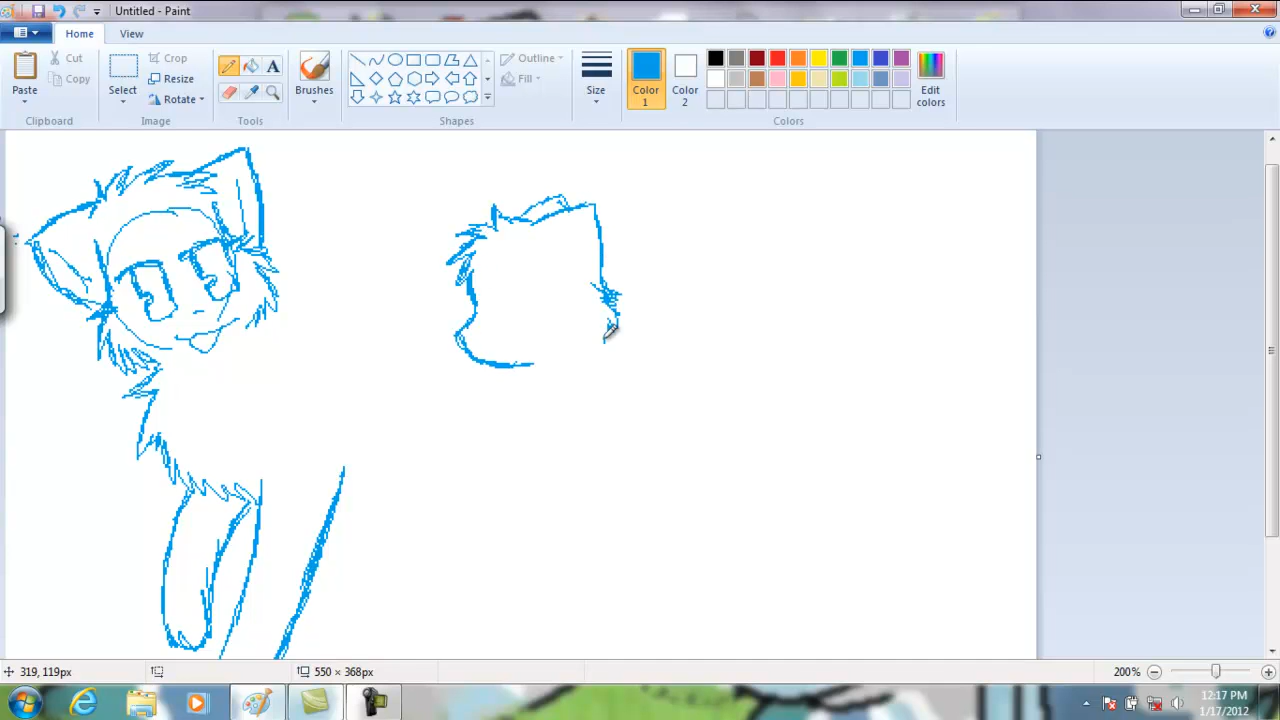 Untitled - Paint
Home View
Paste
Cut
Copy
Clipboard
Select
Crop
Resize
Rotate
Image
Tools
Brushes
Shapes
Outline
Fill
Size
Color 1
Color 2
Colors
Edit colors
319, 119px
550 × 368px
200%
12:17 PM
1/17/2012